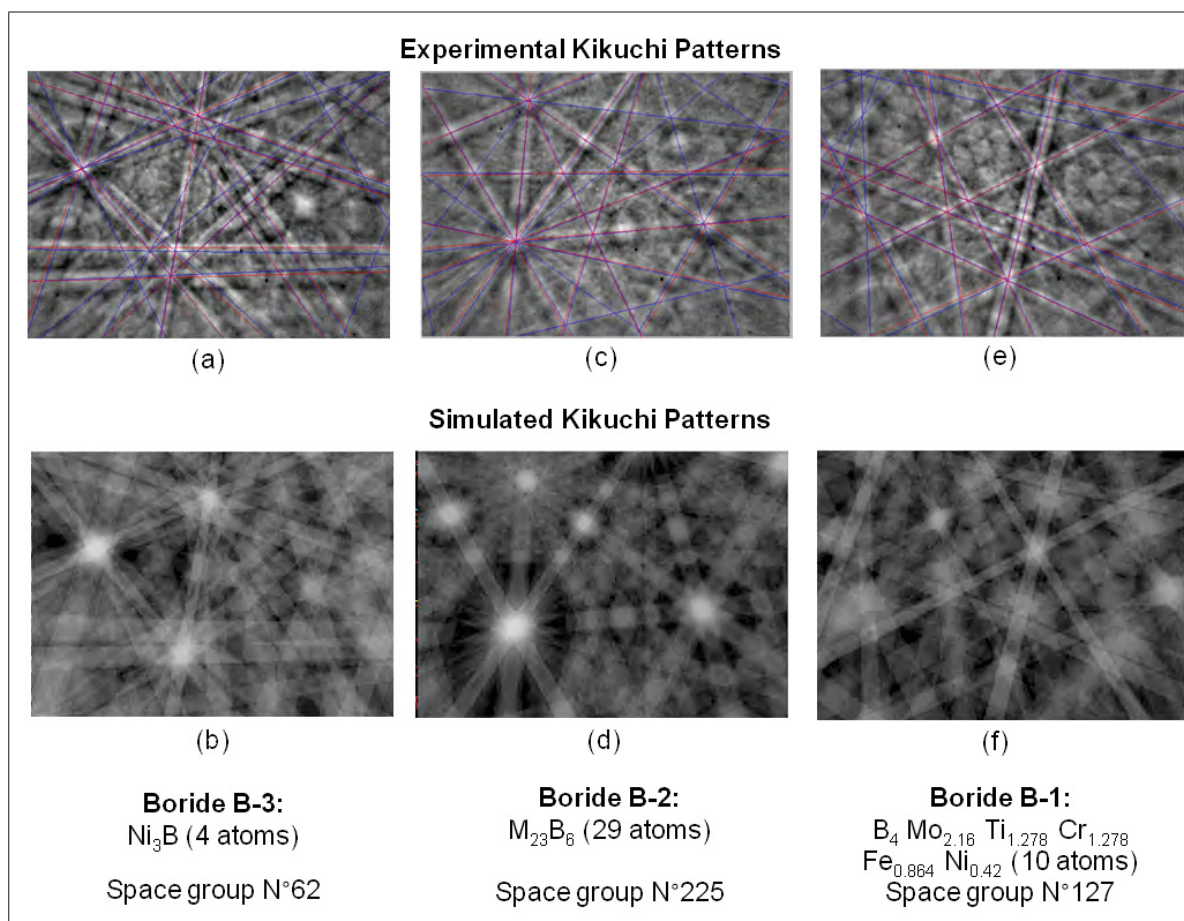 Experimental Kikuchi Patterns
(a) (c) (e)
Simulated Kikuchi Patterns
(b) (d) (f)
Boride B-3:
Ni3B (4 atoms)
Space group N°62
Boride B-2:
M23B6 (29 atoms)
Space group N°225
Boride B-1:
B4 Mo2.16 Ti1.278 Cr1.278
Fe0.864 Ni0.42 (10 atoms)
Space group N°127